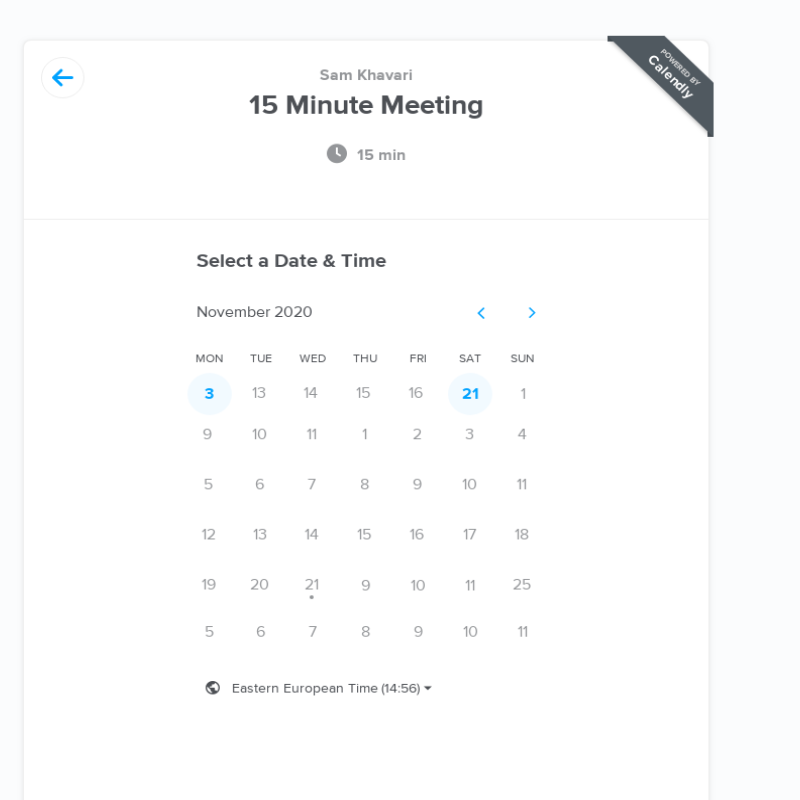 POWERED BY
Calendly
Sam Khavari
15 Minute Meeting
15 min
Select a Date & Time
November 2020
MON TUE WED THU FRI SAT SUN
3 13 14 15 16 21 1
9 10 11 1 2 3 4
5 6 7 8 9 10 11
12 13 14 15 16 17 18
19 20 21 9 10 11 25
5 6 7 8 9 10 11
Eastern European Time (14:56)